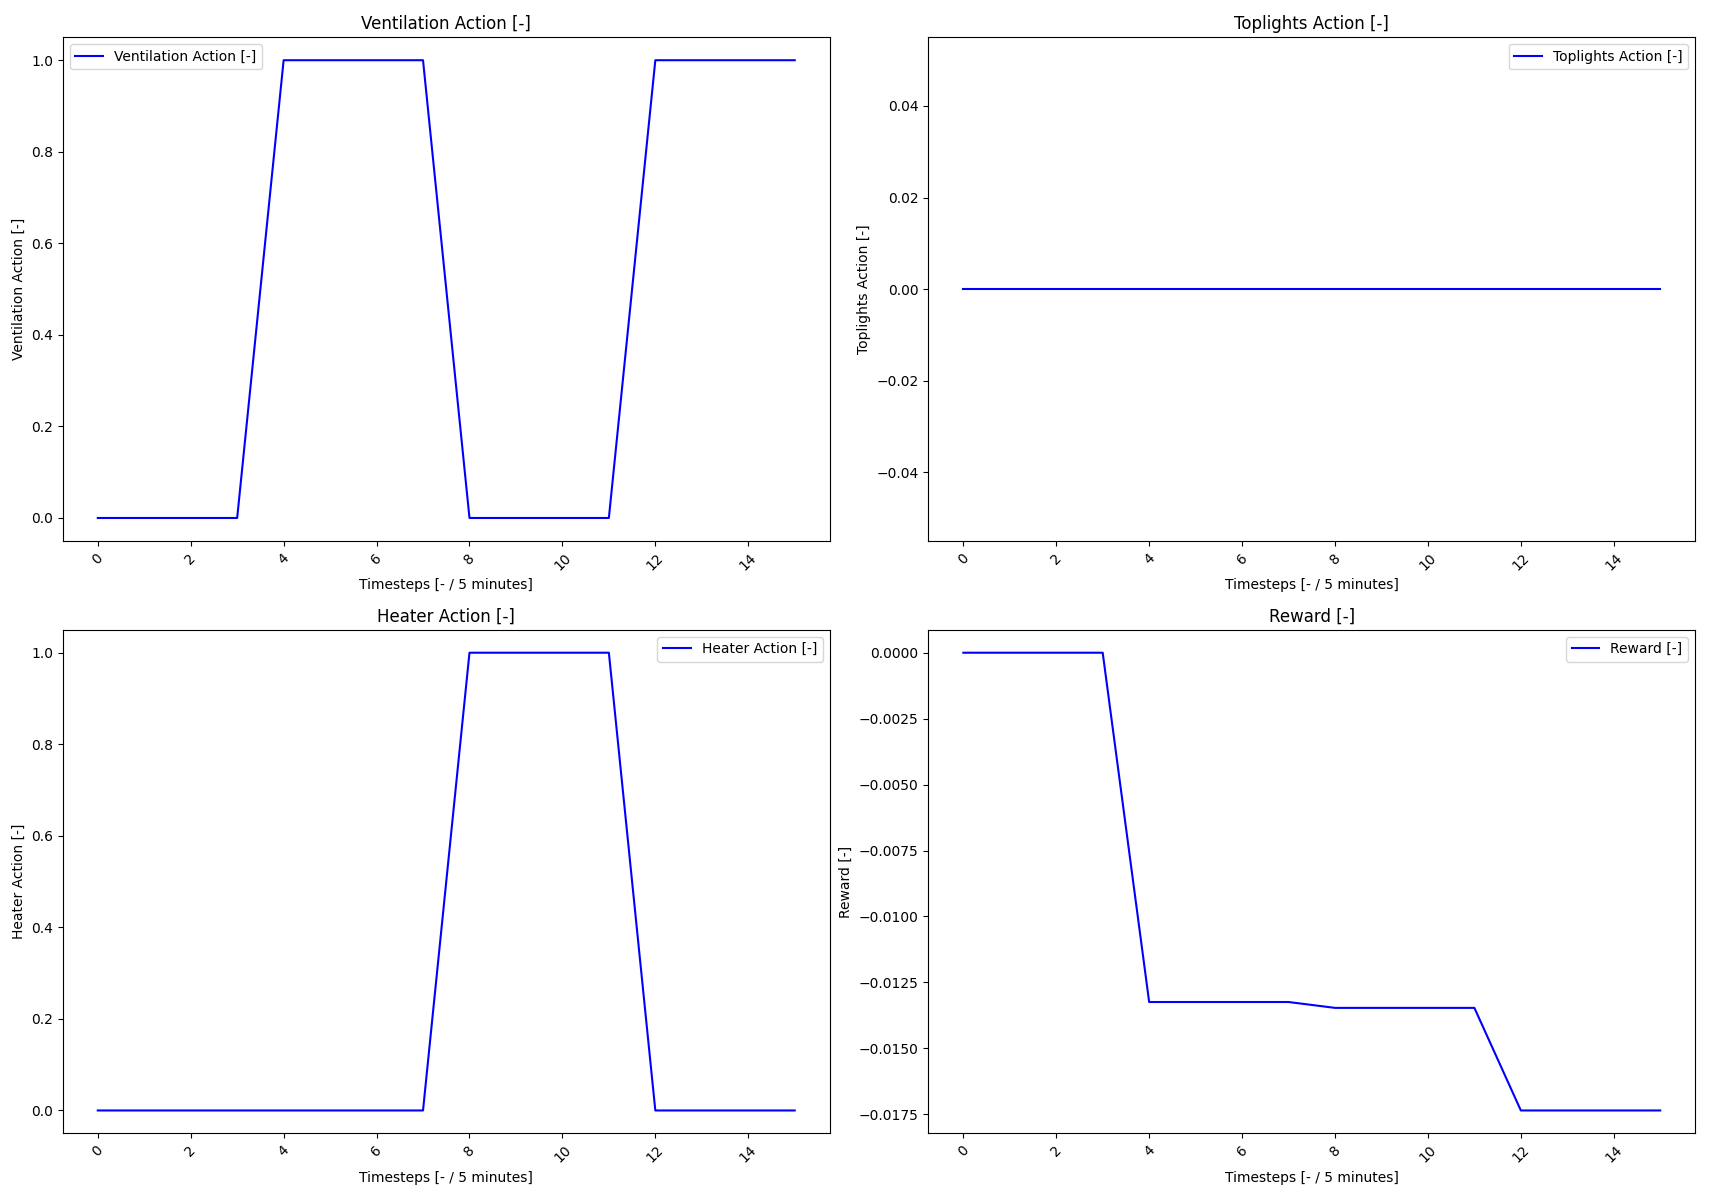 Ventilation Action [-]
Ventilation Action [-]
Ventilation Action [-]
1.0
0.8
0.6
0.4
0.2
0.0
0 2 4 6 8 10 12 14
Timesteps [- / 5 minutes]
Toplights Action [-]
Toplights Action [-]
Toplights Action [-]
0.04
0.02
0.00
−0.02
−0.04
0 2 4 6 8 10 12 14
Timesteps [- / 5 minutes]
Heater Action [-]
Heater Action [-]
Heater Action [-]
1.0
0.8
0.6
0.4
0.2
0.0
0 2 4 6 8 10 12 14
Timesteps [- / 5 minutes]
Reward [-]
Reward [-]
Reward [-]
0.0000
−0.0025
−0.0050
−0.0075
−0.0100
−0.0125
−0.0150
−0.0175
0 2 4 6 8 10 12 14
Timesteps [- / 5 minutes]